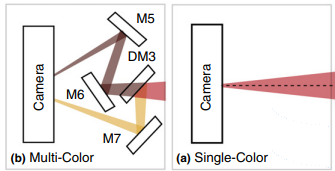 M5
DM3
Camera
M6
M7
(b) Multi-Color
Camera
(a) Single-Color